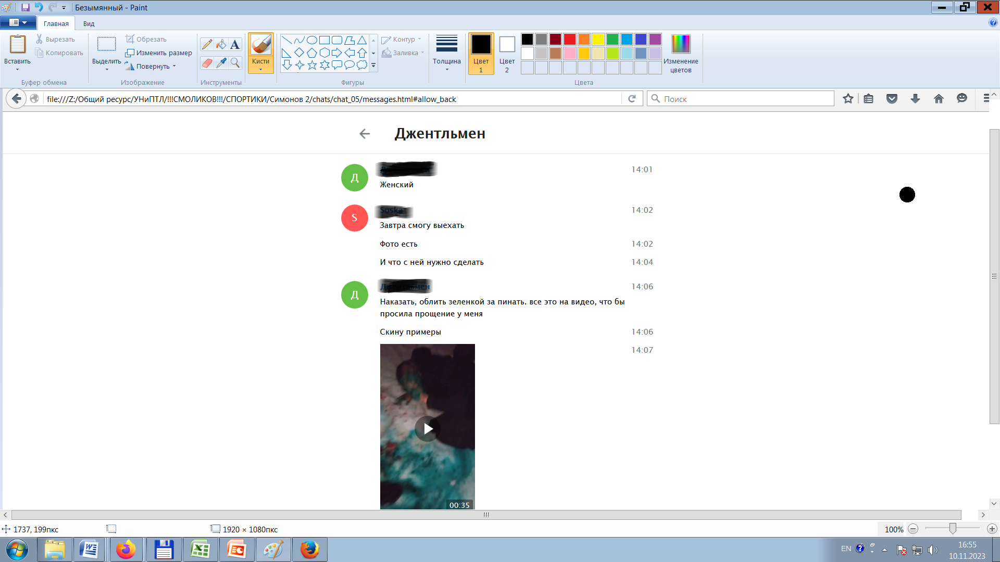 Безымянный - Paint
Главная
Вид
Вставить
Вырезать
Копировать
Буфер обмена
Выделить
Обрезать
Изменить размер
Повернуть
Изображение
A
Инструменты
Кисти
Контур
Заливка
Фигуры
Толщина
Цвет 1
Цвет 2
Изменение цветов
Цвета
file:///Z:/Общий ресурс/УНиПТЛ/!!!СМОЛИКОВ!!!/СПОРТИКИ/Симонов 2/chats/chat_05/messages.html#allow_back
Поиск
Джентльмен
Д
14:01
Женский
S
Soska
14:02
Завтра смогу выехать
Фото есть
14:02
И что с ней нужно сделать
14:04
Д
14:06
Наказать, облить зеленкой за пинать. все это на видео, что бы
просила прощение у меня
Скину примеры
14:06
14:07
00:35
1737, 199пкс
1920 × 1080пкс
100%
EN
16:55
10.11.2023